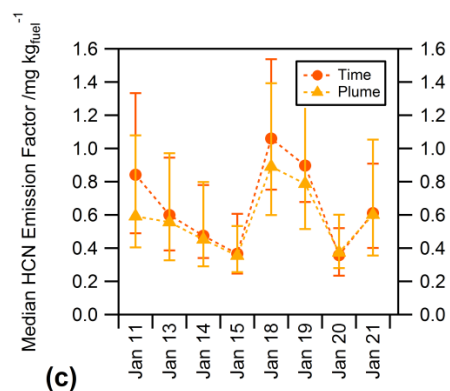 Median HCN Emission Factor /mg kg_fuel^-1
1.6 1.6
1.4 1.4
1.2 1.2
1.0 1.0
0.8 0.8
0.6 0.6
0.4 0.4
0.2 0.2
0.0 0.0
Time
Plume
Jan 11
Jan 13
Jan 14
Jan 15
Jan 18
Jan 19
Jan 20
Jan 21
(c)